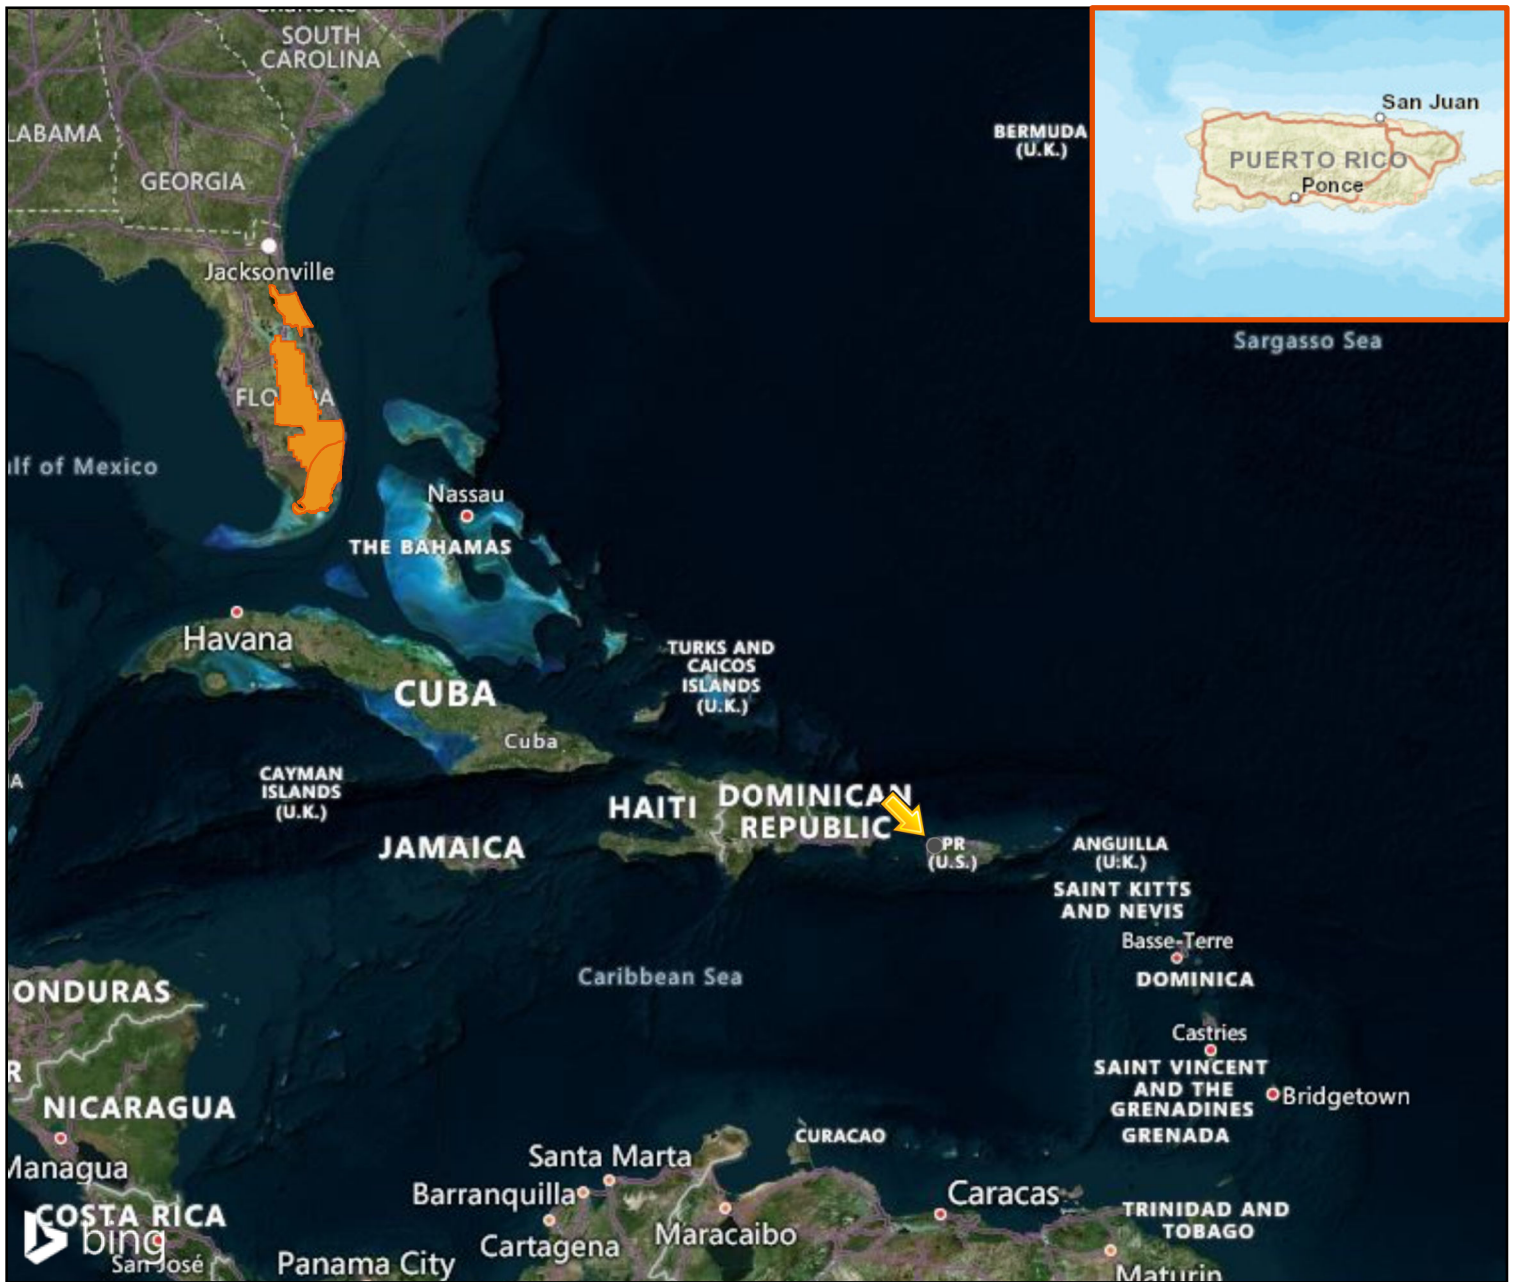 SOUTH
CAROLINA
LABAMA
GEORGIA
Jacksonville
FLO DA
BERMUDA
(U.K.)
San Juan
PUERTO RICO
Ponce
Sargasso Sea
ulf of Mexico
Nassau
THE BAHAMAS
Havana
CUBA
Cuba
TURKS AND
CAICOS
ISLANDS
(U.K.)
CAYMAN
ISLANDS
(U.K.)
A
HAITI
DOMINICAN
REPUBLIC
JAMAICA
PR
(U.S.)
ANGUILLA
(U.K.)
SAINT KITTS
AND NEVIS
Basse-Terre
DOMINICA
Caribbean Sea
Castries
SAINT VINCENT
AND THE
GRENADINES
GRENADA
Bridgetown
ONDURAS
R
NICARAGUA
Managua
COSTA RICA
bing
San José
Panama City
CURACAO
Santa Marta
Barranquilla
Cartagena
Maracaibo
Caracas
TRINIDAD AND
TOBAGO
Maturin